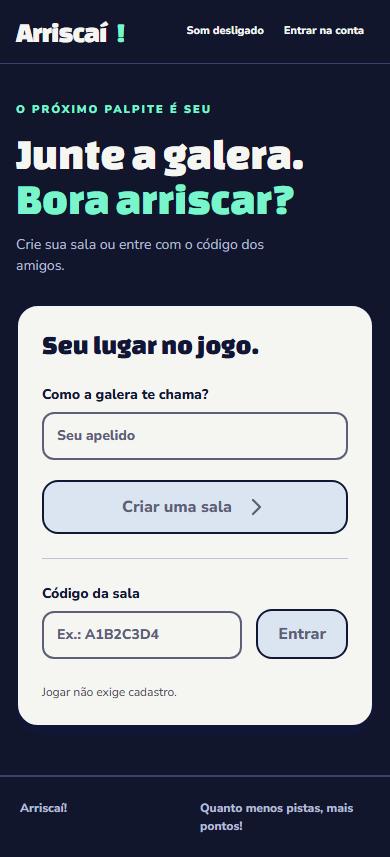 Arriscaí !
Som desligado
Entrar na conta
O PRÓXIMO PALPITE É SEU
Junte a galera.
Bora arriscar?
Crie sua sala ou entre com o código dos
amigos.
Seu lugar no jogo.
Como a galera te chama?
Seu apelido
Criar uma sala
Código da sala
Ex.: A1B2C3D4
Entrar
Jogar não exige cadastro.
Arriscaí!
Quanto menos pistas, mais
pontos!